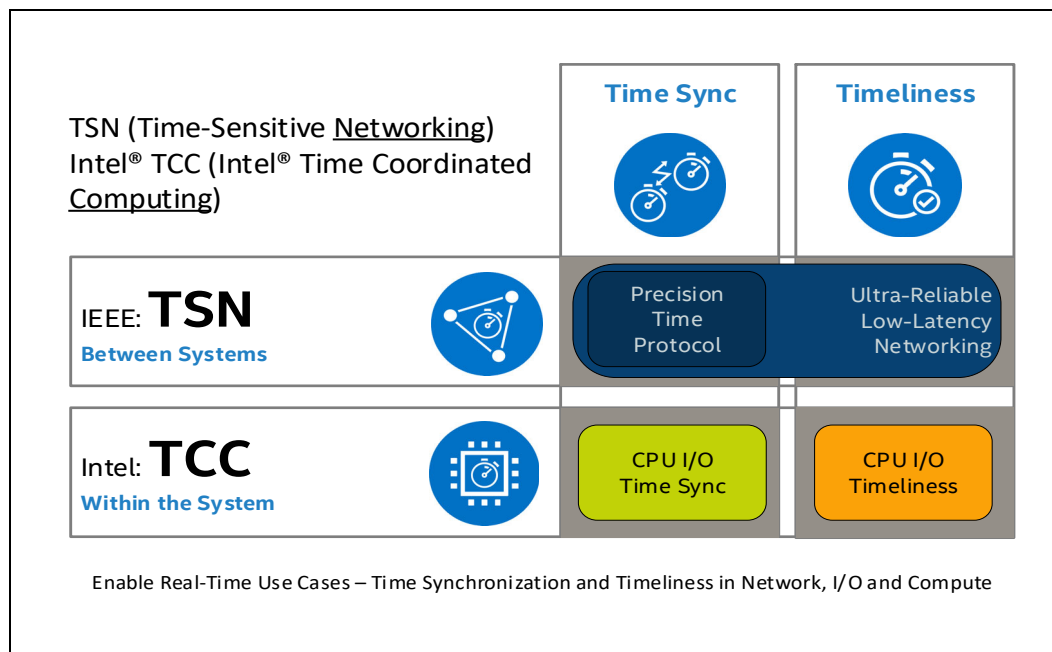 Time Sync
Timeliness
TSN (Time-Sensitive Networking)
Intel® TCC (Intel® Time Coordinated
Computing)
IEEE: TSN
Between Systems
Precision
Time
Protocol
Ultra-Reliable
Low-Latency
Networking
Intel: TCC
Within the System
CPU I/O
Time Sync
CPU I/O
Timeliness
Enable Real-Time Use Cases – Time Synchronization and Timeliness in Network, I/O and Compute